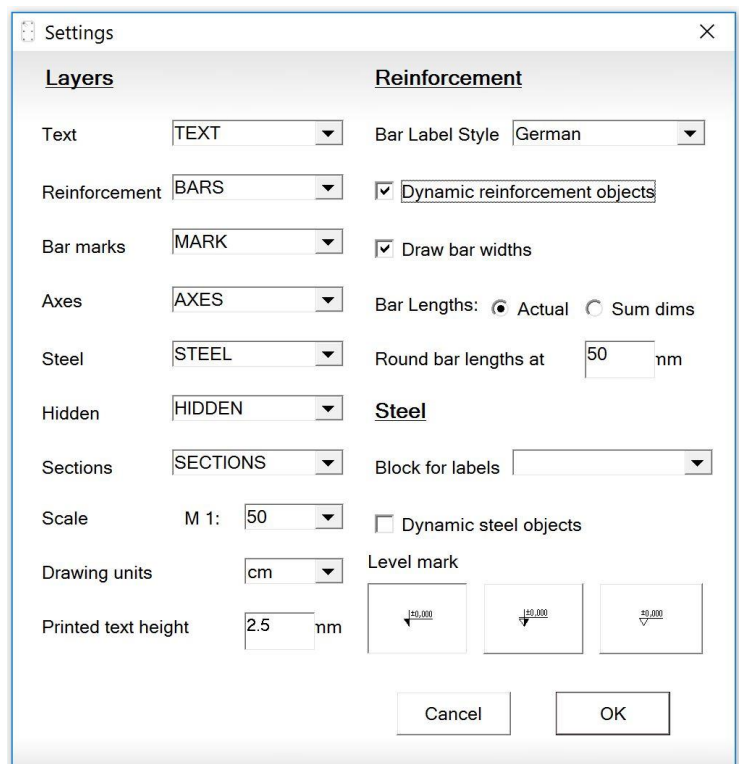 Settings
Layers
Reinforcement
Text TEXT
Bar Label Style German
Reinforcement BARS
Dynamic reinforcement objects
Bar marks MARK
Draw bar widths
Axes AXES
Bar Lengths: Actual Sum dims
Steel STEEL
Round bar lengths at 50 mm
Hidden HIDDEN
Steel
Sections SECTIONS
Block for labels
Scale M 1: 50
Dynamic steel objects
Drawing units cm
Level mark
±0,000 ±0,000 ±0,000
Printed text height 2.5 mm
Cancel OK